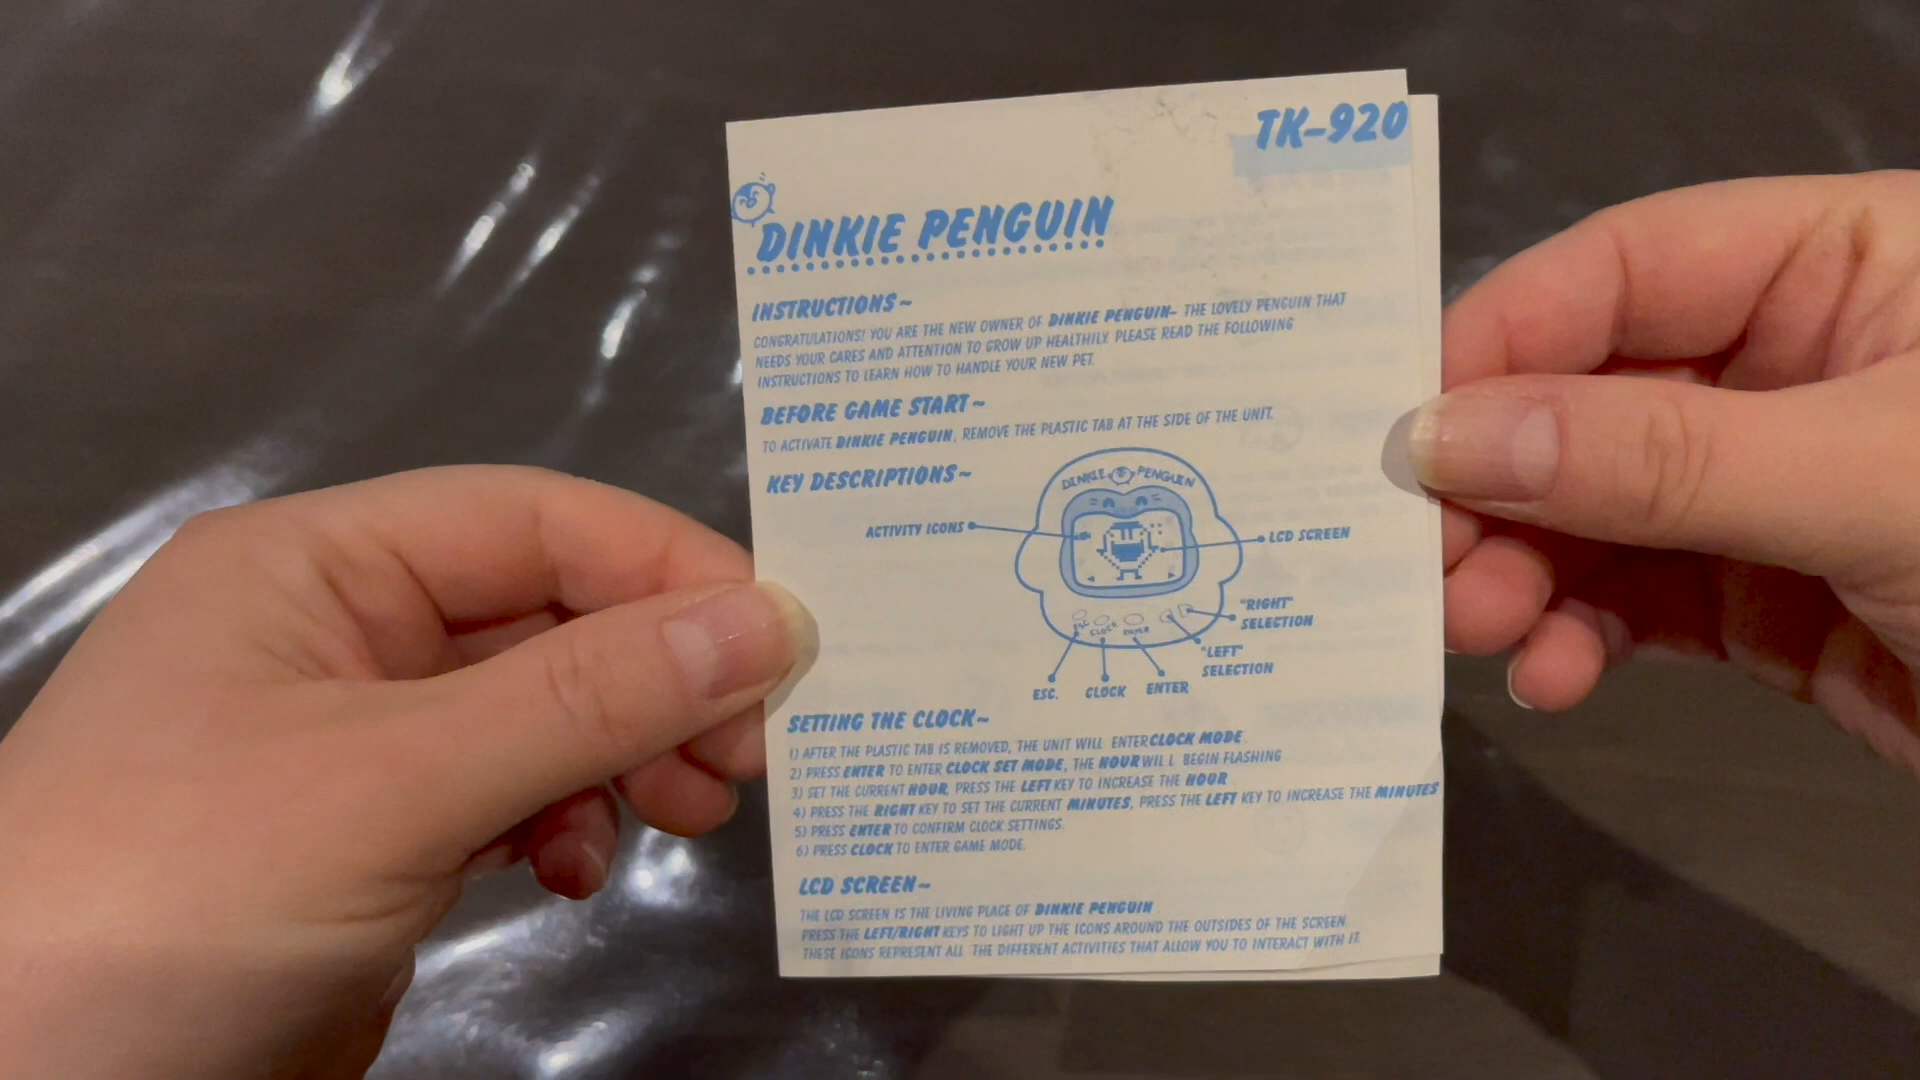 TK-920
DINKIE PENGUIN
INSTRUCTIONS~
CONGRATULATIONS! YOU ARE THE NEW OWNER OF DINKIE PENGUIN- THE LOVELY PENGUIN THAT
NEEDS YOUR CARES AND ATTENTION TO GROW UP HEALTHILY. PLEASE READ THE FOLLOWING
INSTRUCTIONS TO LEARN HOW TO HANDLE YOUR NEW PET.
BEFORE GAME START~
TO ACTIVATE DINKIE PENGUIN, REMOVE THE PLASTIC TAB AT THE SIDE OF THE UNIT.
KEY DESCRIPTIONS~
DINKIE PENGUIN
ACTIVITY ICONS
LCD SCREEN
"RIGHT"
SELECTION
ESC CLOCK ENTER
"LEFT"
SELECTION
ESC. CLOCK ENTER
SETTING THE CLOCK~
1) AFTER THE PLASTIC TAB IS REMOVED, THE UNIT WILL ENTER CLOCK MODE.
2) PRESS ENTER TO ENTER CLOCK SET MODE, THE HOUR WILL BEGIN FLASHING
3) SET THE CURRENT HOUR, PRESS THE LEFT KEY TO INCREASE THE HOUR.
4) PRESS THE RIGHT KEY TO SET THE CURRENT MINUTES, PRESS THE LEFT KEY TO INCREASE THE MINUTES
5) PRESS ENTER TO CONFIRM CLOCK SETTINGS.
6) PRESS CLOCK TO ENTER GAME MODE.
LCD SCREEN~
THE LCD SCREEN IS THE LIVING PLACE OF DINKIE PENGUIN.
PRESS THE LEFT/RIGHT KEYS TO LIGHT UP THE ICONS AROUND THE OUTSIDES OF THE SCREEN.
THESE ICONS REPRESENT ALL THE DIFFERENT ACTIVITIES THAT ALLOW YOU TO INTERACT WITH IT.